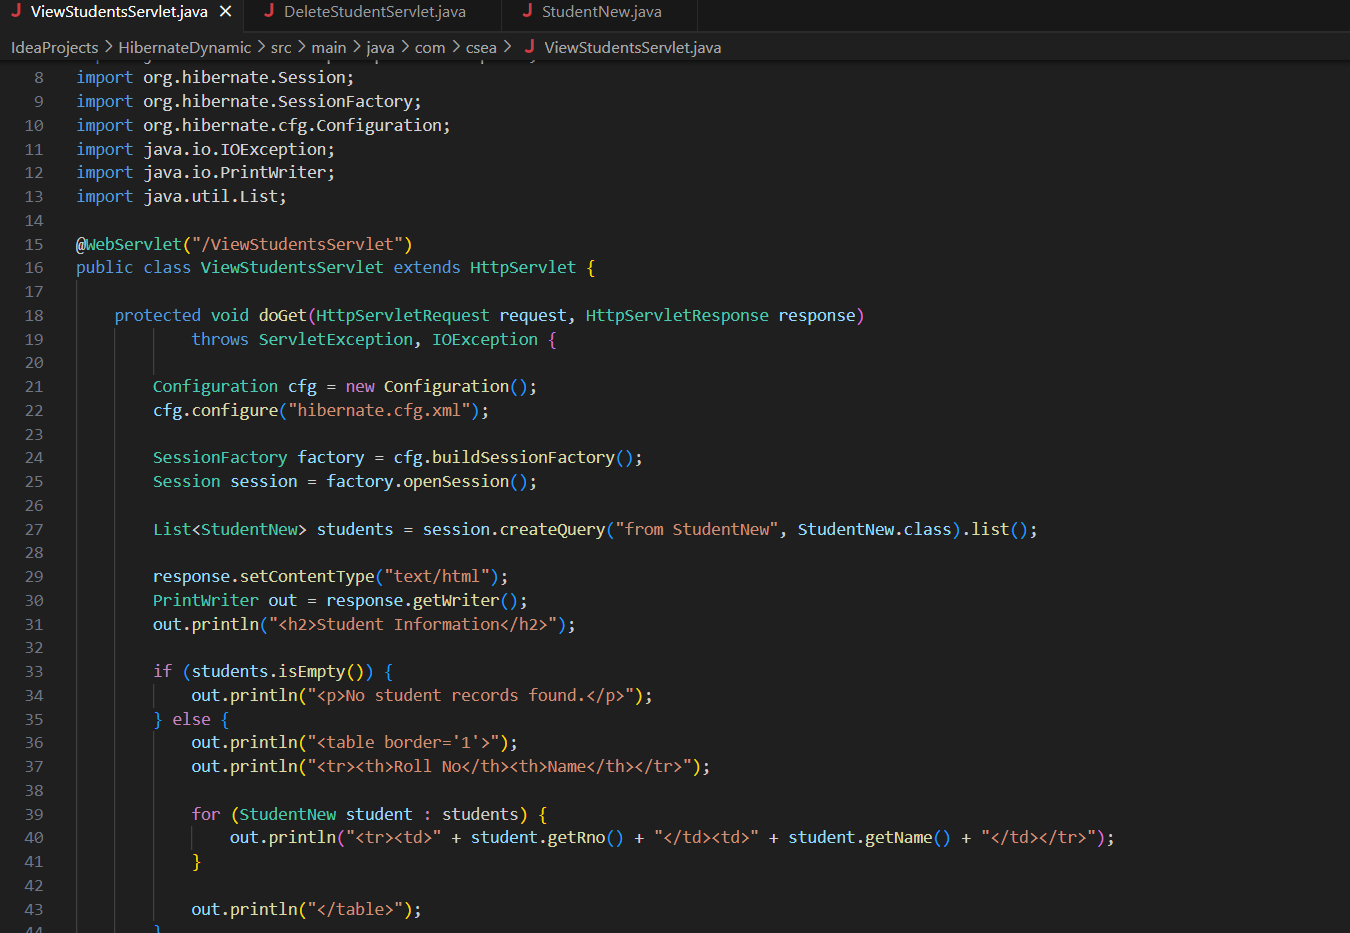 ViewStudentsServlet.java × DeleteStudentServlet.java StudentNew.java
IdeaProjects > HibernateDynamic > src > main > java > com > csea > ViewStudentsServlet.java
8 import org.hibernate.Session;
9 import org.hibernate.SessionFactory;
10 import org.hibernate.cfg.Configuration;
11 import java.io.IOException;
12 import java.io.PrintWriter;
13 import java.util.List;
14
15 @WebServlet("/ViewStudentsServlet")
16 public class ViewStudentsServlet extends HttpServlet {
17
18 protected void doGet(HttpServletRequest request, HttpServletResponse response)
19 throws ServletException, IOException {
20
21 Configuration cfg = new Configuration();
22 cfg.configure("hibernate.cfg.xml");
23
24 SessionFactory factory = cfg.buildSessionFactory();
25 Session session = factory.openSession();
26
27 List<StudentNew> students = session.createQuery("from StudentNew", StudentNew.class).list();
28
29 response.setContentType("text/html");
30 PrintWriter out = response.getWriter();
31 out.println("<h2>Student Information</h2>");
32
33 if (students.isEmpty()) {
34 out.println("<p>No student records found.</p>");
35 } else {
36 out.println("<table border='1'>");
37 out.println("<tr><th>Roll No</th><th>Name</th></tr>");
38
39 for (StudentNew student : students) {
40 out.println("<tr><td>" + student.getRno() + "</td><td>" + student.getName() + "</td></tr>");
41 }
42
43 out.println("</table>");
44 }